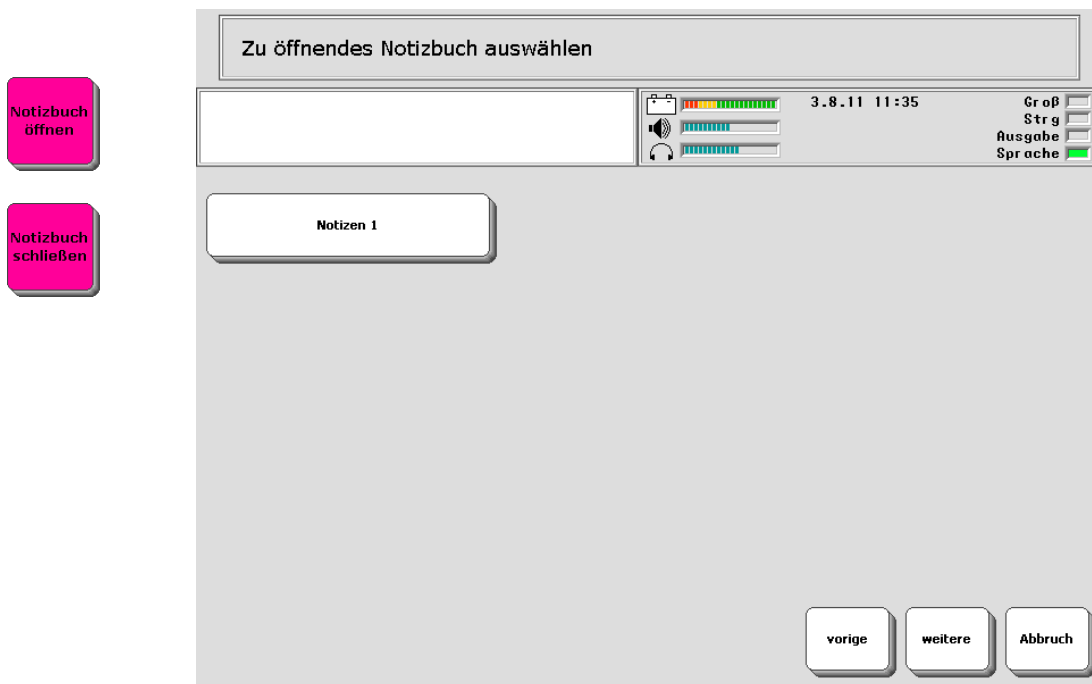 Zu öffnendes Notizbuch auswählen
Notizbuch
öffnen
3.8.11 11:35
Groß
Strg
Ausgabe
Sprache
Notizbuch
schließen
Notizen 1
vorige
weitere
Abbruch